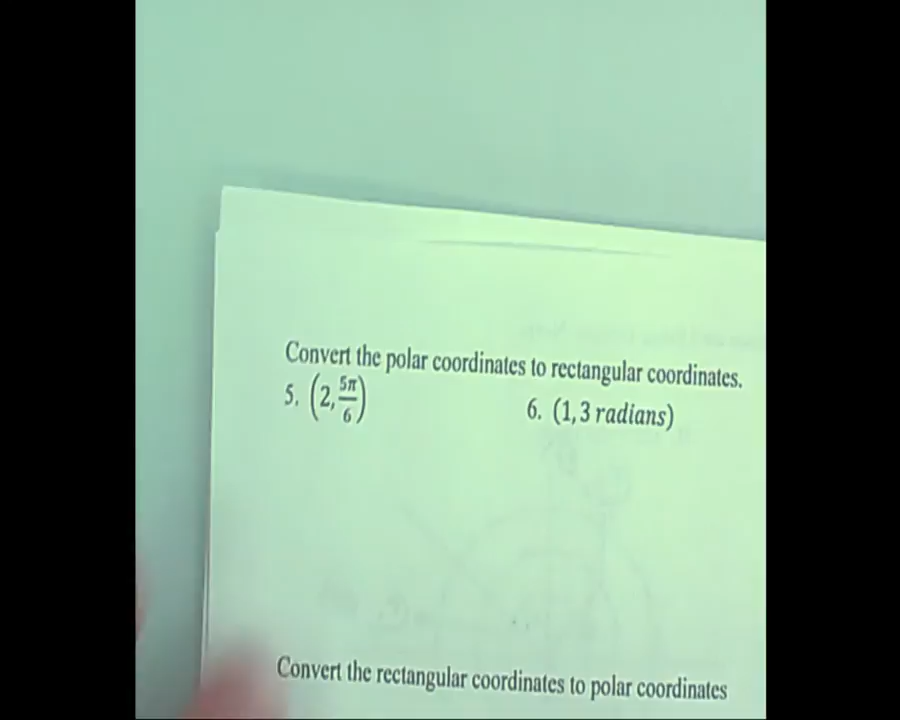 Convert the polar coordinates to rectangular coordinates.
5. (2, 5π/6)
6. (1, 3 radians)
Convert the rectangular coordinates to polar coordinates